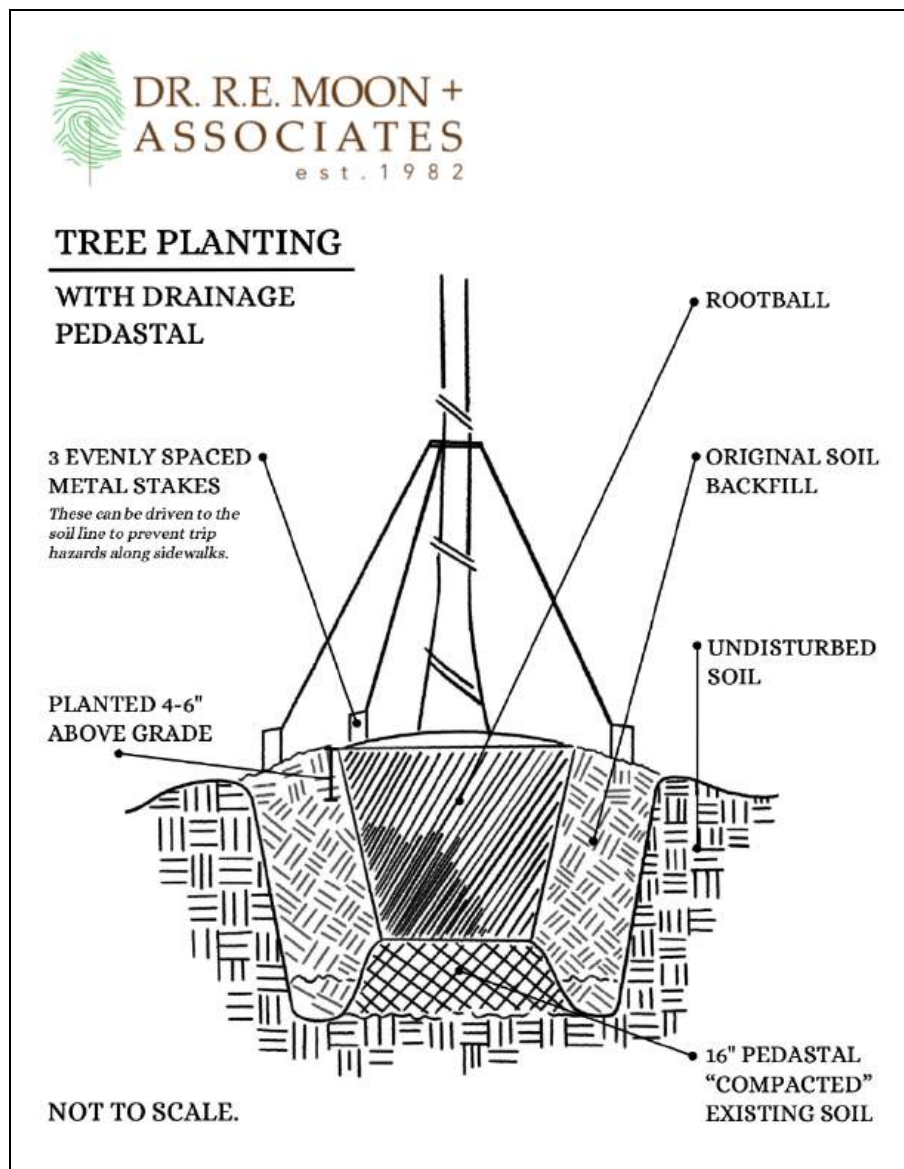 DR. R.E. MOON +
ASSOCIATES
est.1982
TREE PLANTING
WITH DRAINAGE
PEDASTAL
ROOTBALL
3 EVENLY SPACED
METAL STAKES
These can be driven to the
soil line to prevent trip
hazards along sidewalks.
ORIGINAL SOIL
BACKFILL
UNDISTURBED
SOIL
PLANTED 4-6"
ABOVE GRADE
16" PEDASTAL
“COMPACTED”
EXISTING SOIL
NOT TO SCALE.